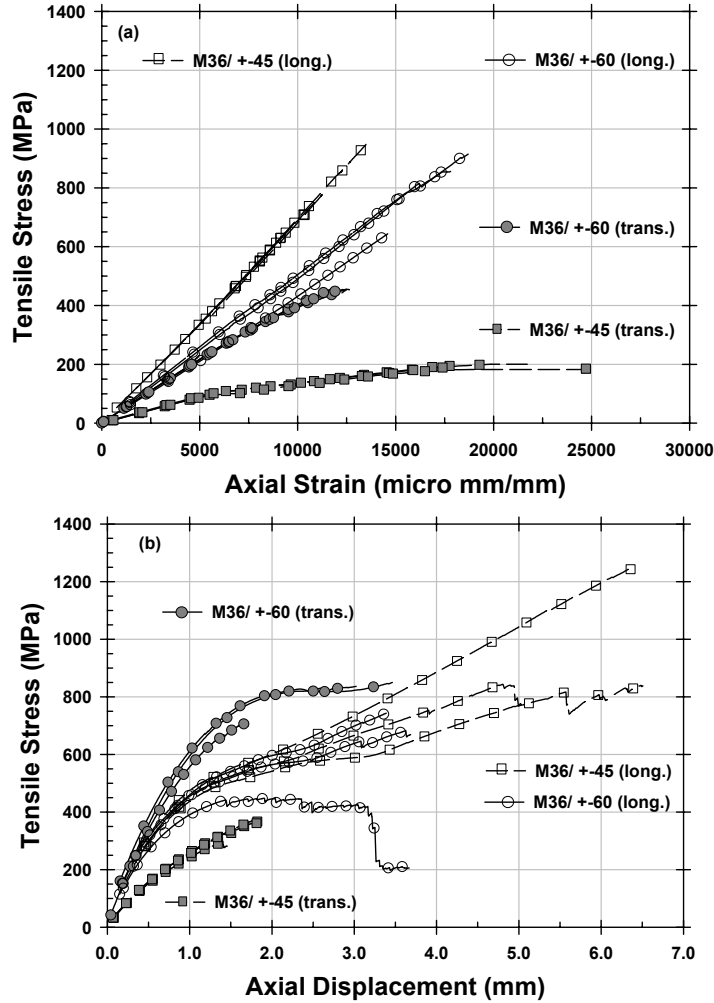 1400
(a)
M36/ +-45 (long.)
M36/ +-60 (long.)
1200
1000
800
M36/ +-60 (trans.)
600
400
M36/ +-45 (trans.)
200
0
Tensile Stress (MPa)
0 5000 10000 15000 20000 25000 30000
Axial Strain (micro mm/mm)
1400
(b)
1200
M36/ +-60 (trans.)
1000
800
600
M36/ +-45 (long.)
M36/ +-60 (long.)
400
200
M36/ +-45 (trans.)
0
Tensile Stress (MPa)
0.0 1.0 2.0 3.0 4.0 5.0 6.0 7.0
Axial Displacement (mm)